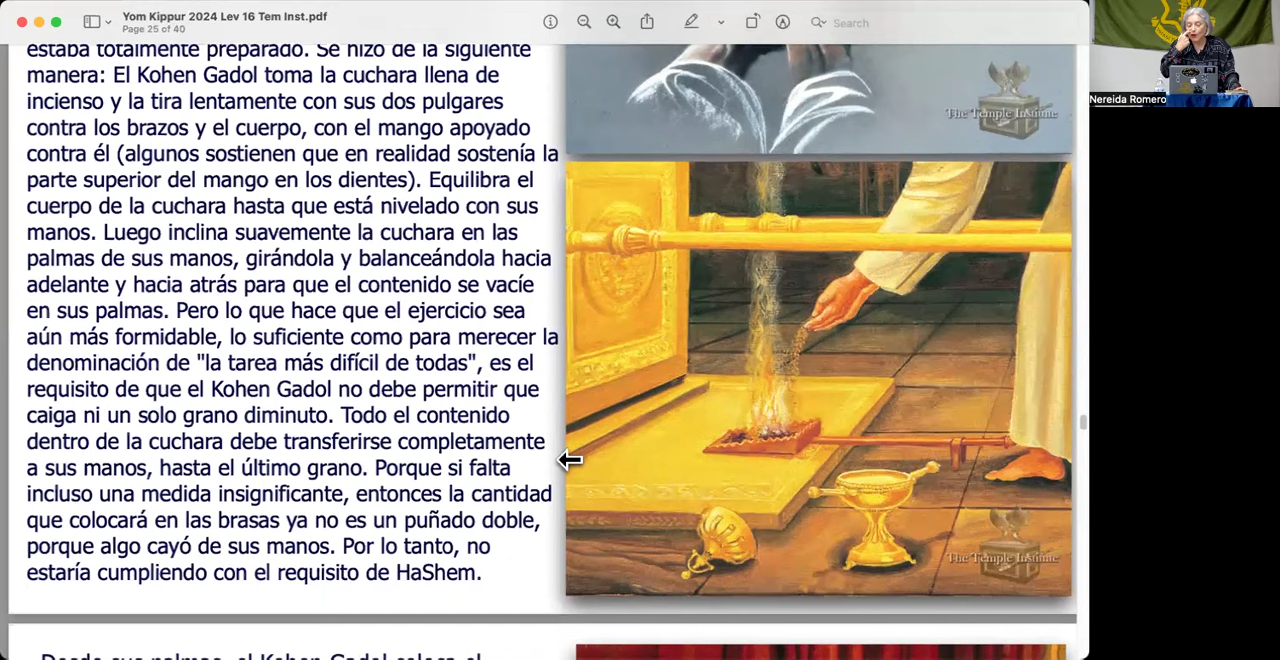 Yom Kippur 2024 Lev 16 Tem Inst.pdf
Page 25 of 40
Search
estaba totalmente preparado. Se hizo de la siguiente
manera: El Kohen Gadol toma la cuchara llena de
incienso y la tira lentamente con sus dos pulgares
contra los brazos y el cuerpo, con el mango apoyado
contra él (algunos sostienen que en realidad sostenía la
parte superior del mango en los dientes). Equilibra el
cuerpo de la cuchara hasta que está nivelado con sus
manos. Luego inclina suavemente la cuchara en las
palmas de sus manos, girándola y balanceándola hacia
adelante y hacia atrás para que el contenido se vacíe
en sus palmas. Pero lo que hace que el ejercicio sea
aún más formidable, lo suficiente como para merecer la
denominación de "la tarea más difícil de todas", es el
requisito de que el Kohen Gadol no debe permitir que
caiga ni un solo grano diminuto. Todo el contenido
dentro de la cuchara debe transferirse completamente
a sus manos, hasta el último grano. Porque si falta
incluso una medida insignificante, entonces la cantidad
que colocará en las brasas ya no es un puñado doble,
porque algo cayó de sus manos. Por lo tanto, no
estaría cumpliendo con el requisito de HaShem.
Desde sus palmas, el Kohen Gadol coloca el
The Temple Institute
The Temple Institute
Nereida Romero